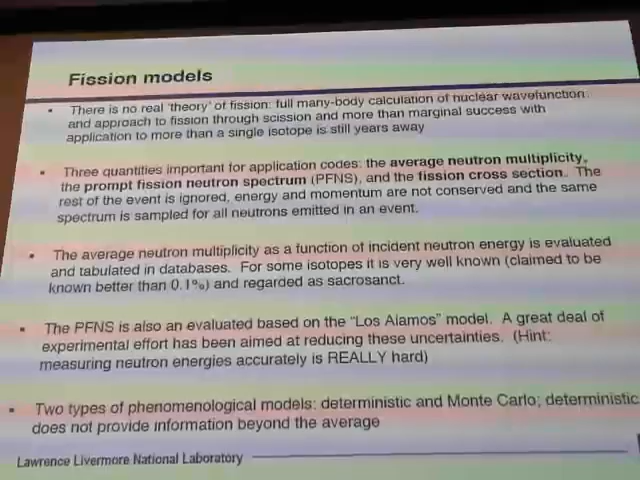 Fission models
• There is no real 'theory' of fission: full many-body calculation of nuclear wavefunction
and approach to fission through scission and more than marginal success with
application to more than a single isotope is still years away
• Three quantities important for application codes: the average neutron multiplicity,
the prompt fission neutron spectrum (PFNS), and the fission cross section. The
rest of the event is ignored, energy and momentum are not conserved and the same
spectrum is sampled for all neutrons emitted in an event.
• The average neutron multiplicity as a function of incident neutron energy is evaluated
and tabulated in databases. For some isotopes it is very well known (claimed to be
known better than 0.1%) and regarded as sacrosanct.
• The PFNS is also an evaluated based on the "Los Alamos" model. A great deal of
experimental effort has been aimed at reducing these uncertainties. (Hint:
measuring neutron energies accurately is REALLY hard)
• Two types of phenomenological models: deterministic and Monte Carlo; deterministic
does not provide information beyond the average
Lawrence Livermore National Laboratory